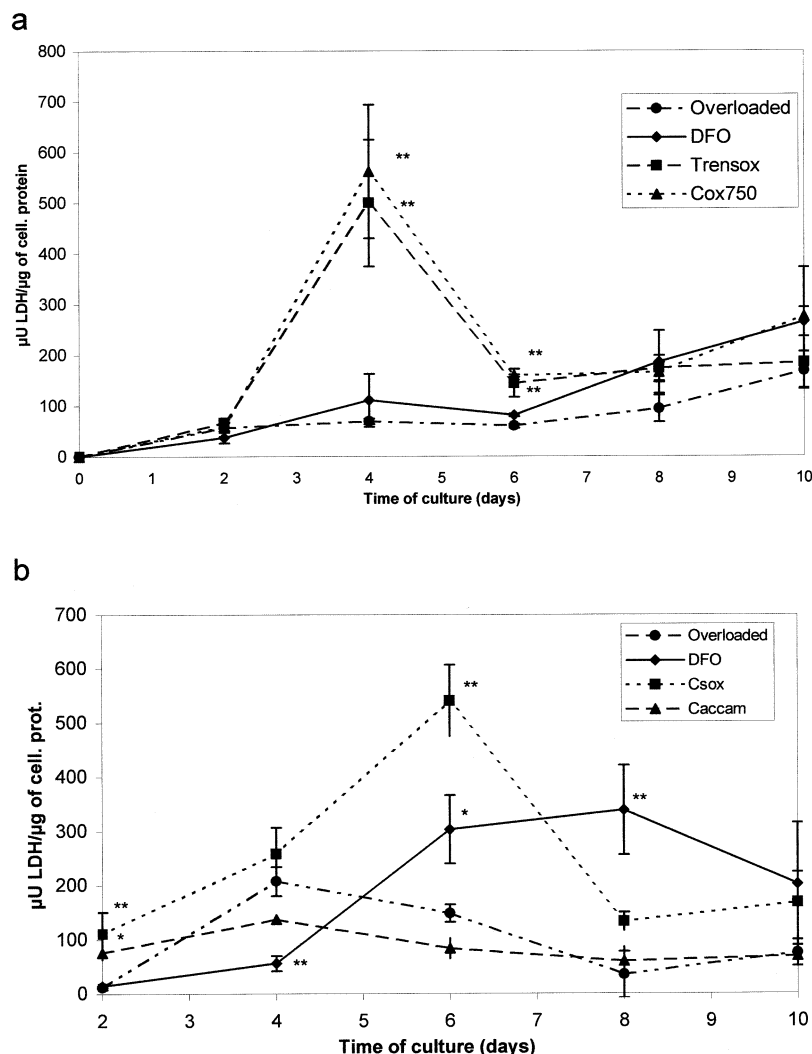 a
800
700
600
500
400
300
200
100
0
µU LDH/µg of cell. protein
Overloaded
DFO
Trensox
Cox750
**
**
**
**
0 1 2 3 4 5 6 7 8 9 10
Time of culture (days)
b
700
600
500
400
300
200
100
0
µU LDH/µg of cell. prot.
Overloaded
DFO
Csox
Caccam
**
*
**
**
*
**
2 3 4 5 6 7 8 9 10
Time of culture (days)